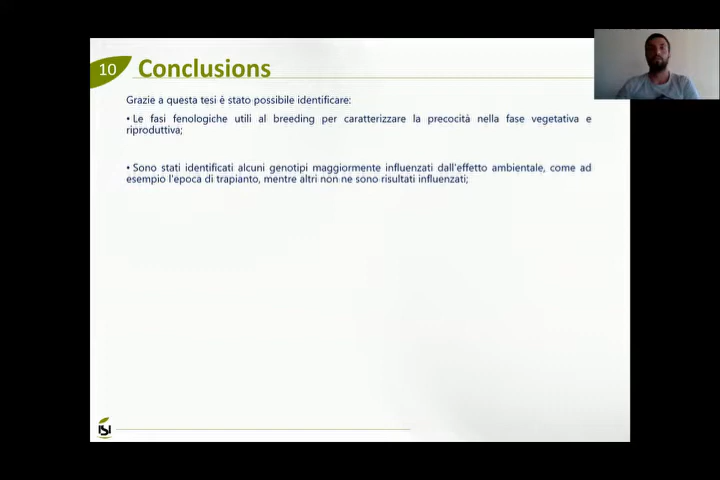 10
Conclusions
Grazie a questa tesi è stato possibile identificare:
• Le fasi fenologiche utili al breeding per caratterizzare la precocità nella fase vegetativa e
riproduttiva;
• Sono stati identificati alcuni genotipi maggiormente influenzati dall'effetto ambientale, come ad
esempio l'epoca di trapianto, mentre altri non ne sono risultati influenzati;
ISI